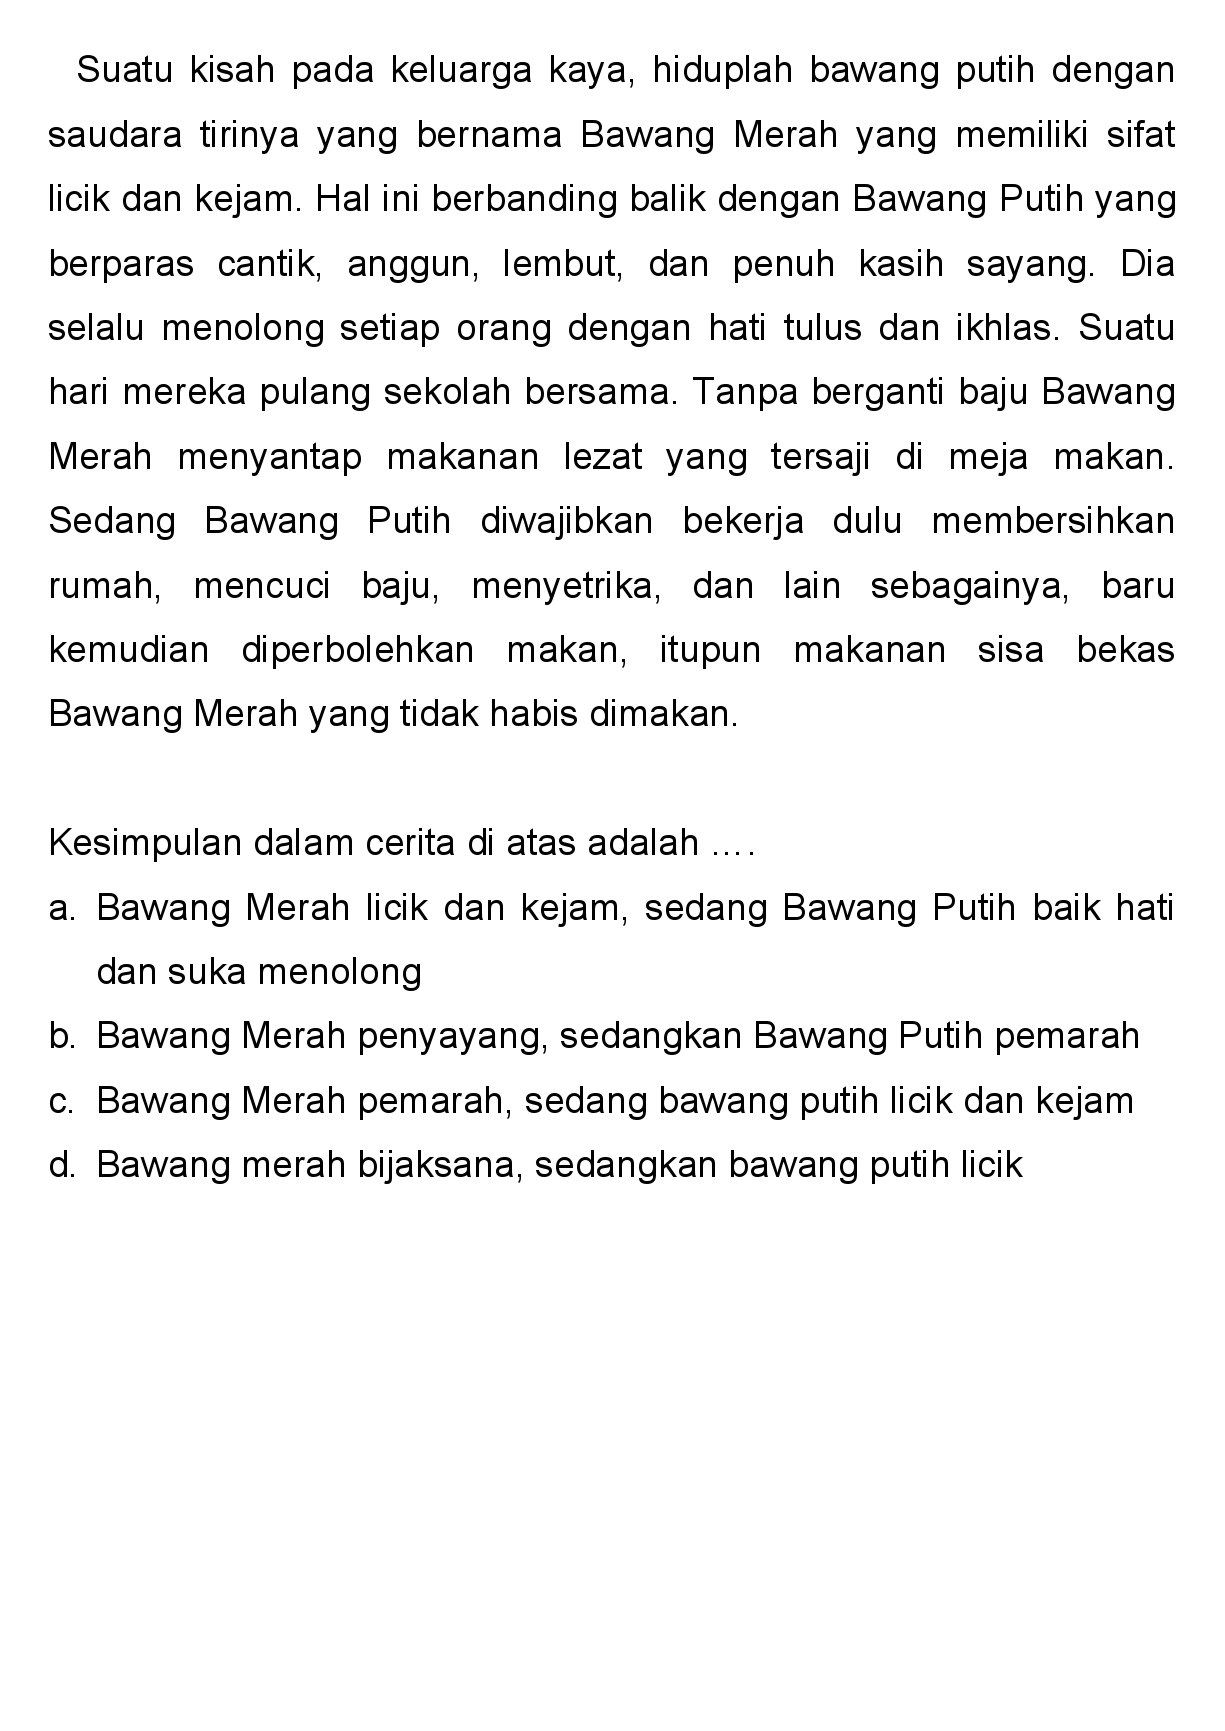 Suatu kisah pada keluarga kaya, hiduplah bawang putih dengan
saudara tirinya yang bernama Bawang Merah yang memiliki sifat
licik dan kejam. Hal ini berbanding balik dengan Bawang Putih yang
berparas cantik, anggun, lembut, dan penuh kasih sayang. Dia
selalu menolong setiap orang dengan hati tulus dan ikhlas. Suatu
hari mereka pulang sekolah bersama. Tanpa berganti baju Bawang
Merah menyantap makanan lezat yang tersaji di meja makan.
Sedang Bawang Putih diwajibkan bekerja dulu membersihkan
rumah, mencuci baju, menyetrika, dan lain sebagainya, baru
kemudian diperbolehkan makan, itupun makanan sisa bekas
Bawang Merah yang tidak habis dimakan.
Kesimpulan dalam cerita di atas adalah ....
a. Bawang Merah licik dan kejam, sedang Bawang Putih baik hati
dan suka menolong
b. Bawang Merah penyayang, sedangkan Bawang Putih pemarah
c. Bawang Merah pemarah, sedang bawang putih licik dan kejam
d. Bawang merah bijaksana, sedangkan bawang putih licik